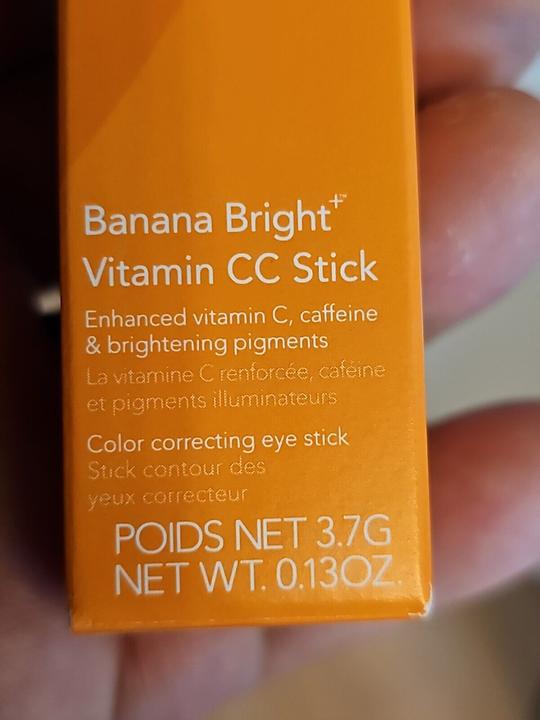 Banana Bright+™
Vitamin CC Stick
Enhanced vitamin C, caffeine
& brightening pigments
La vitamine C renforcée, caféine
et pigments illuminateurs
Color correcting eye stick
Stick contour des
yeux correcteur
POIDS NET 3.7G
NET WT. 0.13OZ.